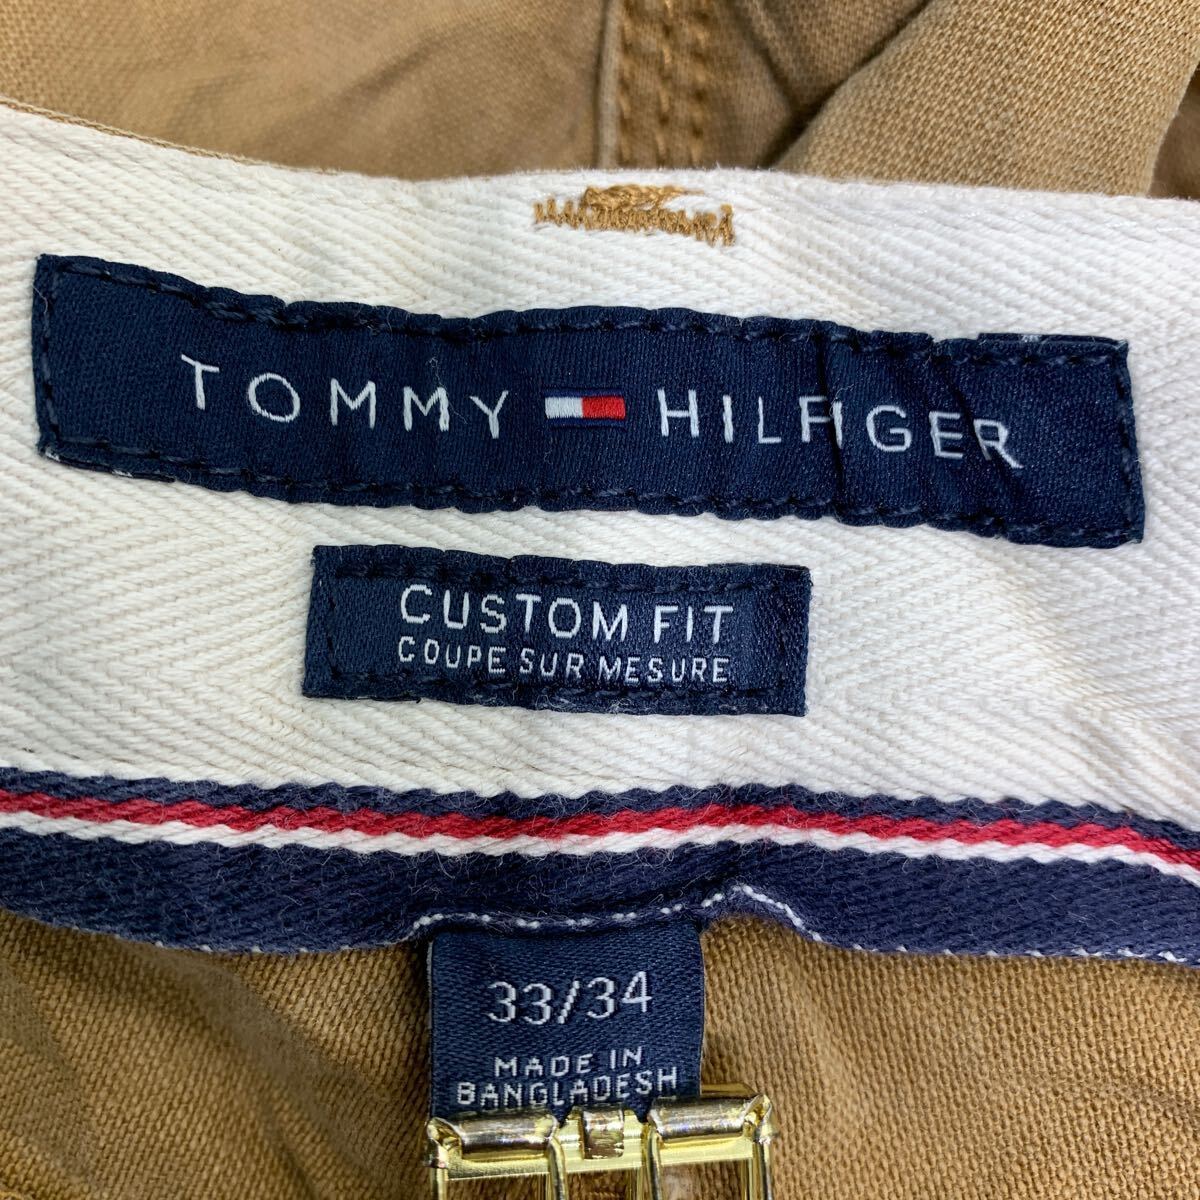 TOMMY HILFIGER
CUSTOM FIT
COUPE SUR MESURE
33/34
MADE IN
BANGLADESH